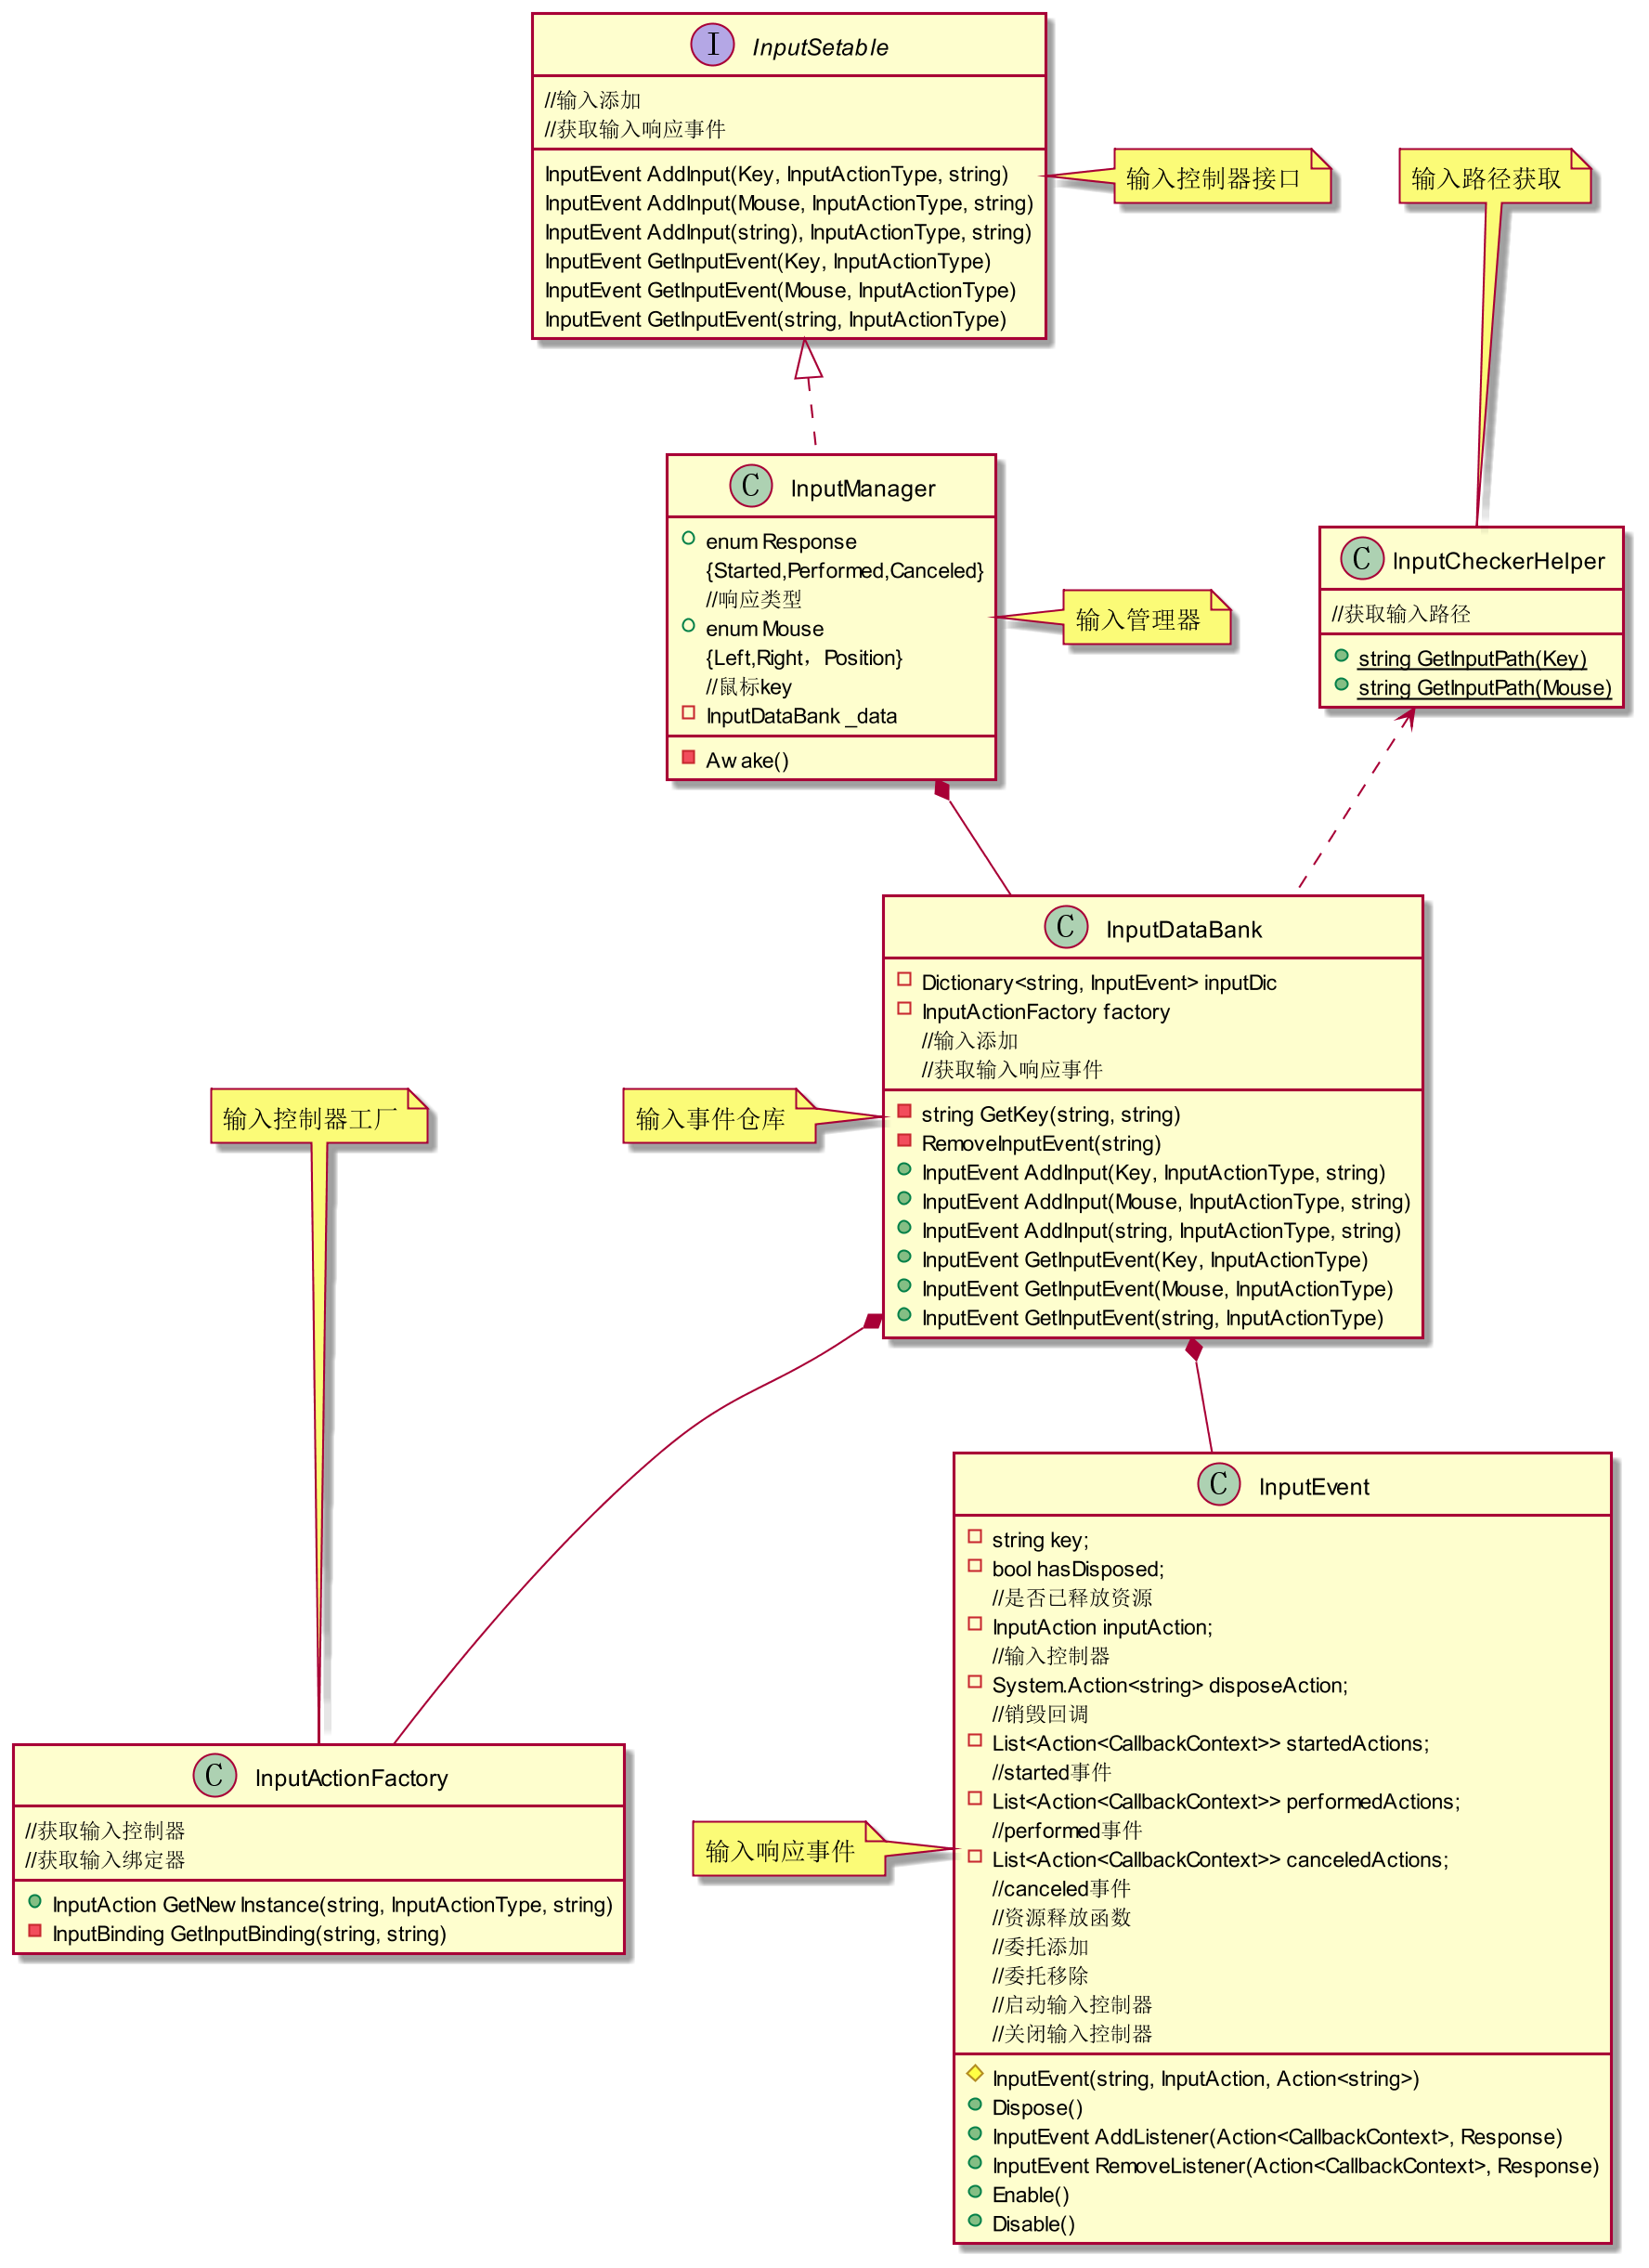 InputSetable
//输入添加
//获取输入响应事件
InputEvent AddInput(Key, InputActionType, string)
InputEvent AddInput(Mouse, InputActionType, string)
InputEvent AddInput(string), InputActionType, string)
InputEvent GetInputEvent(Key, InputActionType)
InputEvent GetInputEvent(Mouse, InputActionType)
InputEvent GetInputEvent(string, InputActionType)
输入控制器接口
输入路径获取
InputManager
enum Response
{Started,Performed,Canceled}
//响应类型
enum Mouse
{Left,Right，Position}
//鼠标key
InputDataBank _data
Awake()
输入管理器
InputCheckerHelper
//获取输入路径
string GetInputPath(Key)
string GetInputPath(Mouse)
InputDataBank
Dictionary<string, InputEvent> inputDic
InputActionFactory factory
//输入添加
//获取输入响应事件
string GetKey(string, string)
RemoveInputEvent(string)
InputEvent AddInput(Key, InputActionType, string)
InputEvent AddInput(Mouse, InputActionType, string)
InputEvent AddInput(string, InputActionType, string)
InputEvent GetInputEvent(Key, InputActionType)
InputEvent GetInputEvent(Mouse, InputActionType)
InputEvent GetInputEvent(string, InputActionType)
输入控制器工厂
输入事件仓库
InputEvent
string key;
bool hasDisposed;
//是否已释放资源
InputAction inputAction;
//输入控制器
System.Action<string> disposeAction;
//销毁回调
List<Action<CallbackContext>> startedActions;
//started事件
List<Action<CallbackContext>> performedActions;
//performed事件
List<Action<CallbackContext>> canceledActions;
//canceled事件
//资源释放函数
//委托添加
//委托移除
//启动输入控制器
//关闭输入控制器
InputEvent(string, InputAction, Action<string>)
Dispose()
InputEvent AddListener(Action<CallbackContext>, Response)
InputEvent RemoveListener(Action<CallbackContext>, Response)
Enable()
Disable()
输入响应事件
InputActionFactory
//获取输入控制器
//获取输入绑定器
InputAction GetNewInstance(string, InputActionType, string)
InputBinding GetInputBinding(string, string)